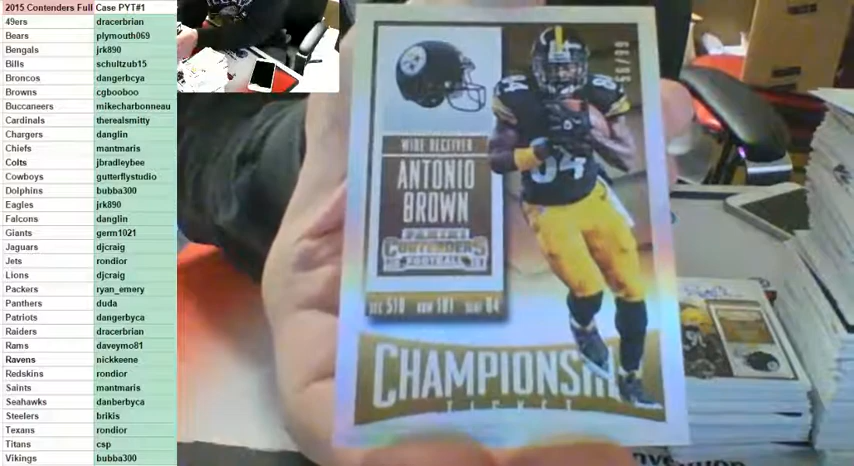 2015 Contenders Full Case PYT#1
49ers dracerbrian
Bears plymouth069
Bengals jrk890
Bills schultzub15
Broncos dangerbcya
Browns cgbooboo
Buccaneers mikecharbonneau
Cardinals therealsmitty
Chargers danglin
Chiefs mantmaris
Colts jbradleybee
Cowboys gutterflystudio
Dolphins bubba300
Eagles jrk890
Falcons danglin
Giants germ1021
Jaguars djcraig
Jets rondior
Lions djcraig
Packers ryan_emery
Panthers duda
Patriots dangerbyca
Raiders dracerbrian
Rams daveymo81
Ravens nickkeene
Redskins rondior
Saints mantmaris
Seahawks danberbyca
Steelers brikis
Texans rondior
Titans csp
Vikings bubba300
84
84
WIDE RECEIVER
ANTONIO
BROWN
PANINI
CONTENDERS
FOOTBALL
CHAMPIONSHIP
TICKET